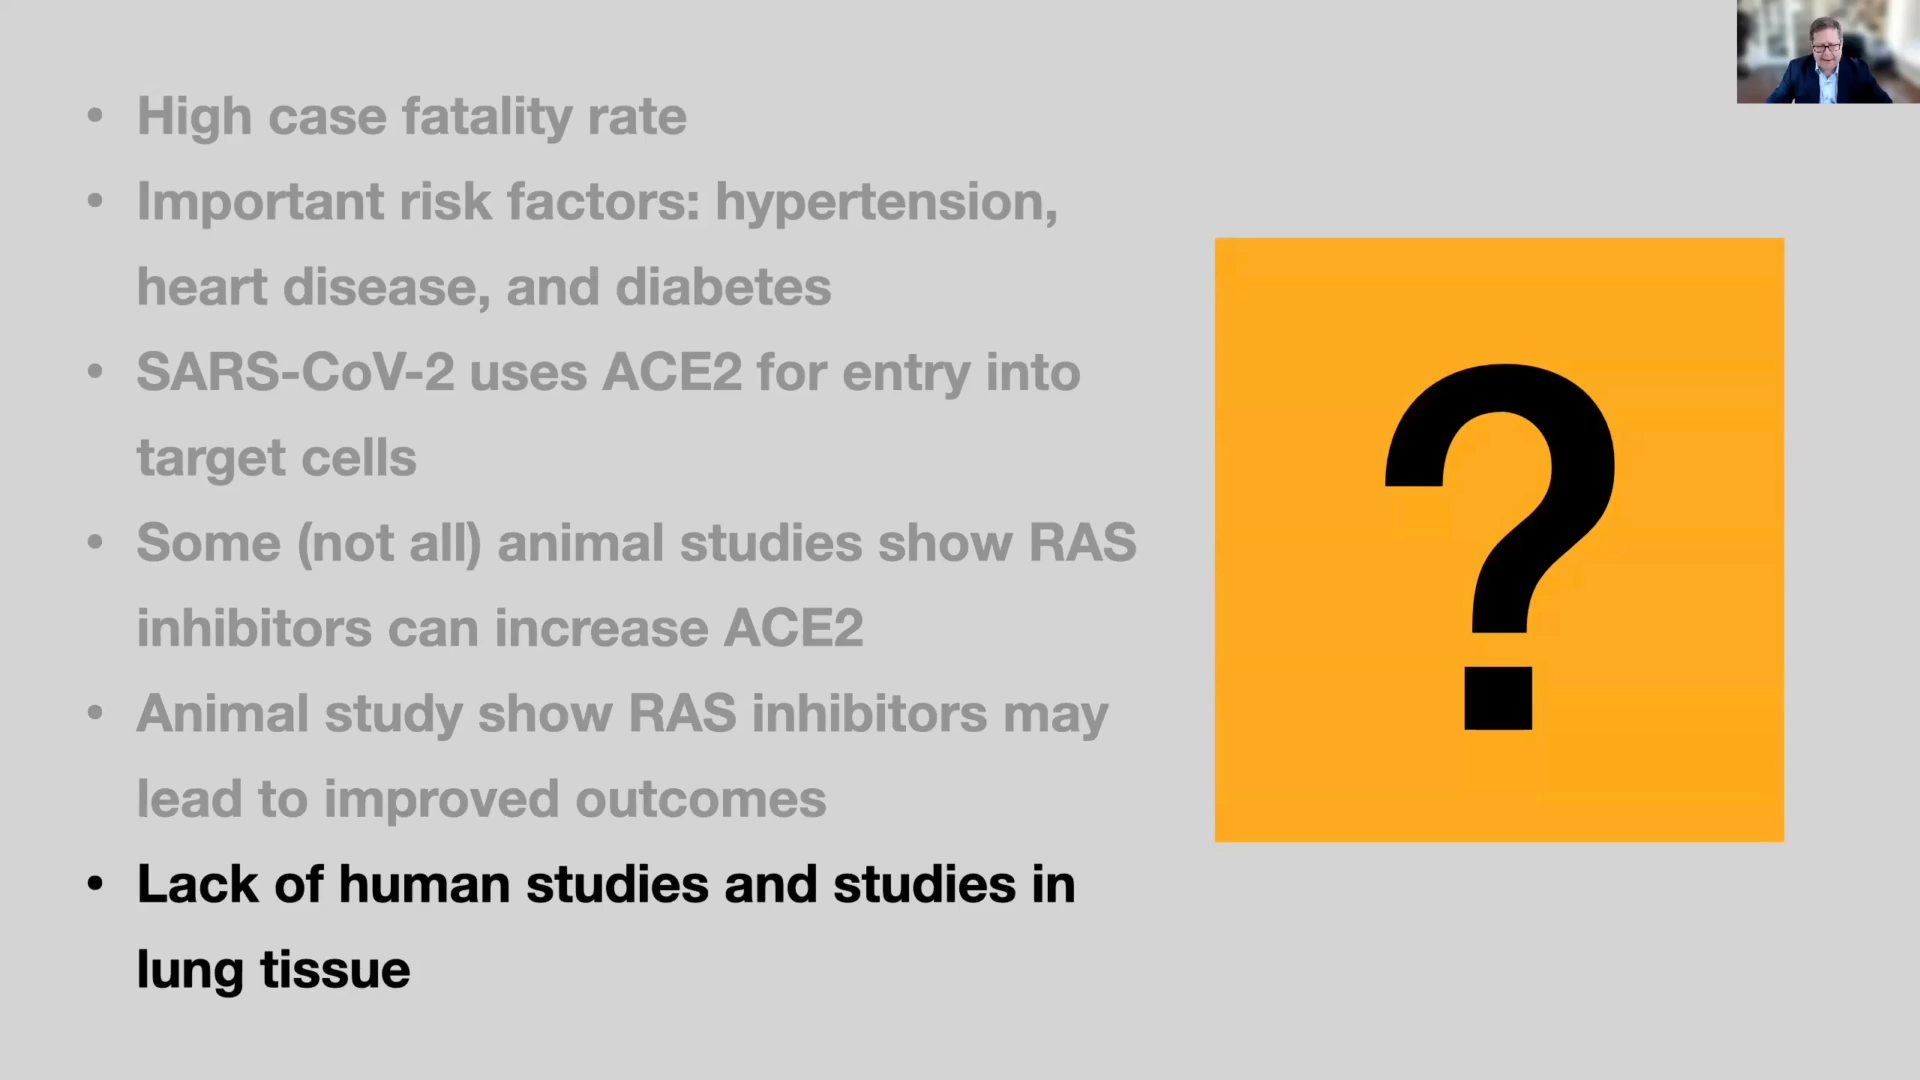 • High case fatality rate
• Important risk factors: hypertension,
heart disease, and diabetes
• SARS-CoV-2 uses ACE2 for entry into
target cells
• Some (not all) animal studies show RAS
inhibitors can increase ACE2
• Animal study show RAS inhibitors may
lead to improved outcomes
• Lack of human studies and studies in
lung tissue
?